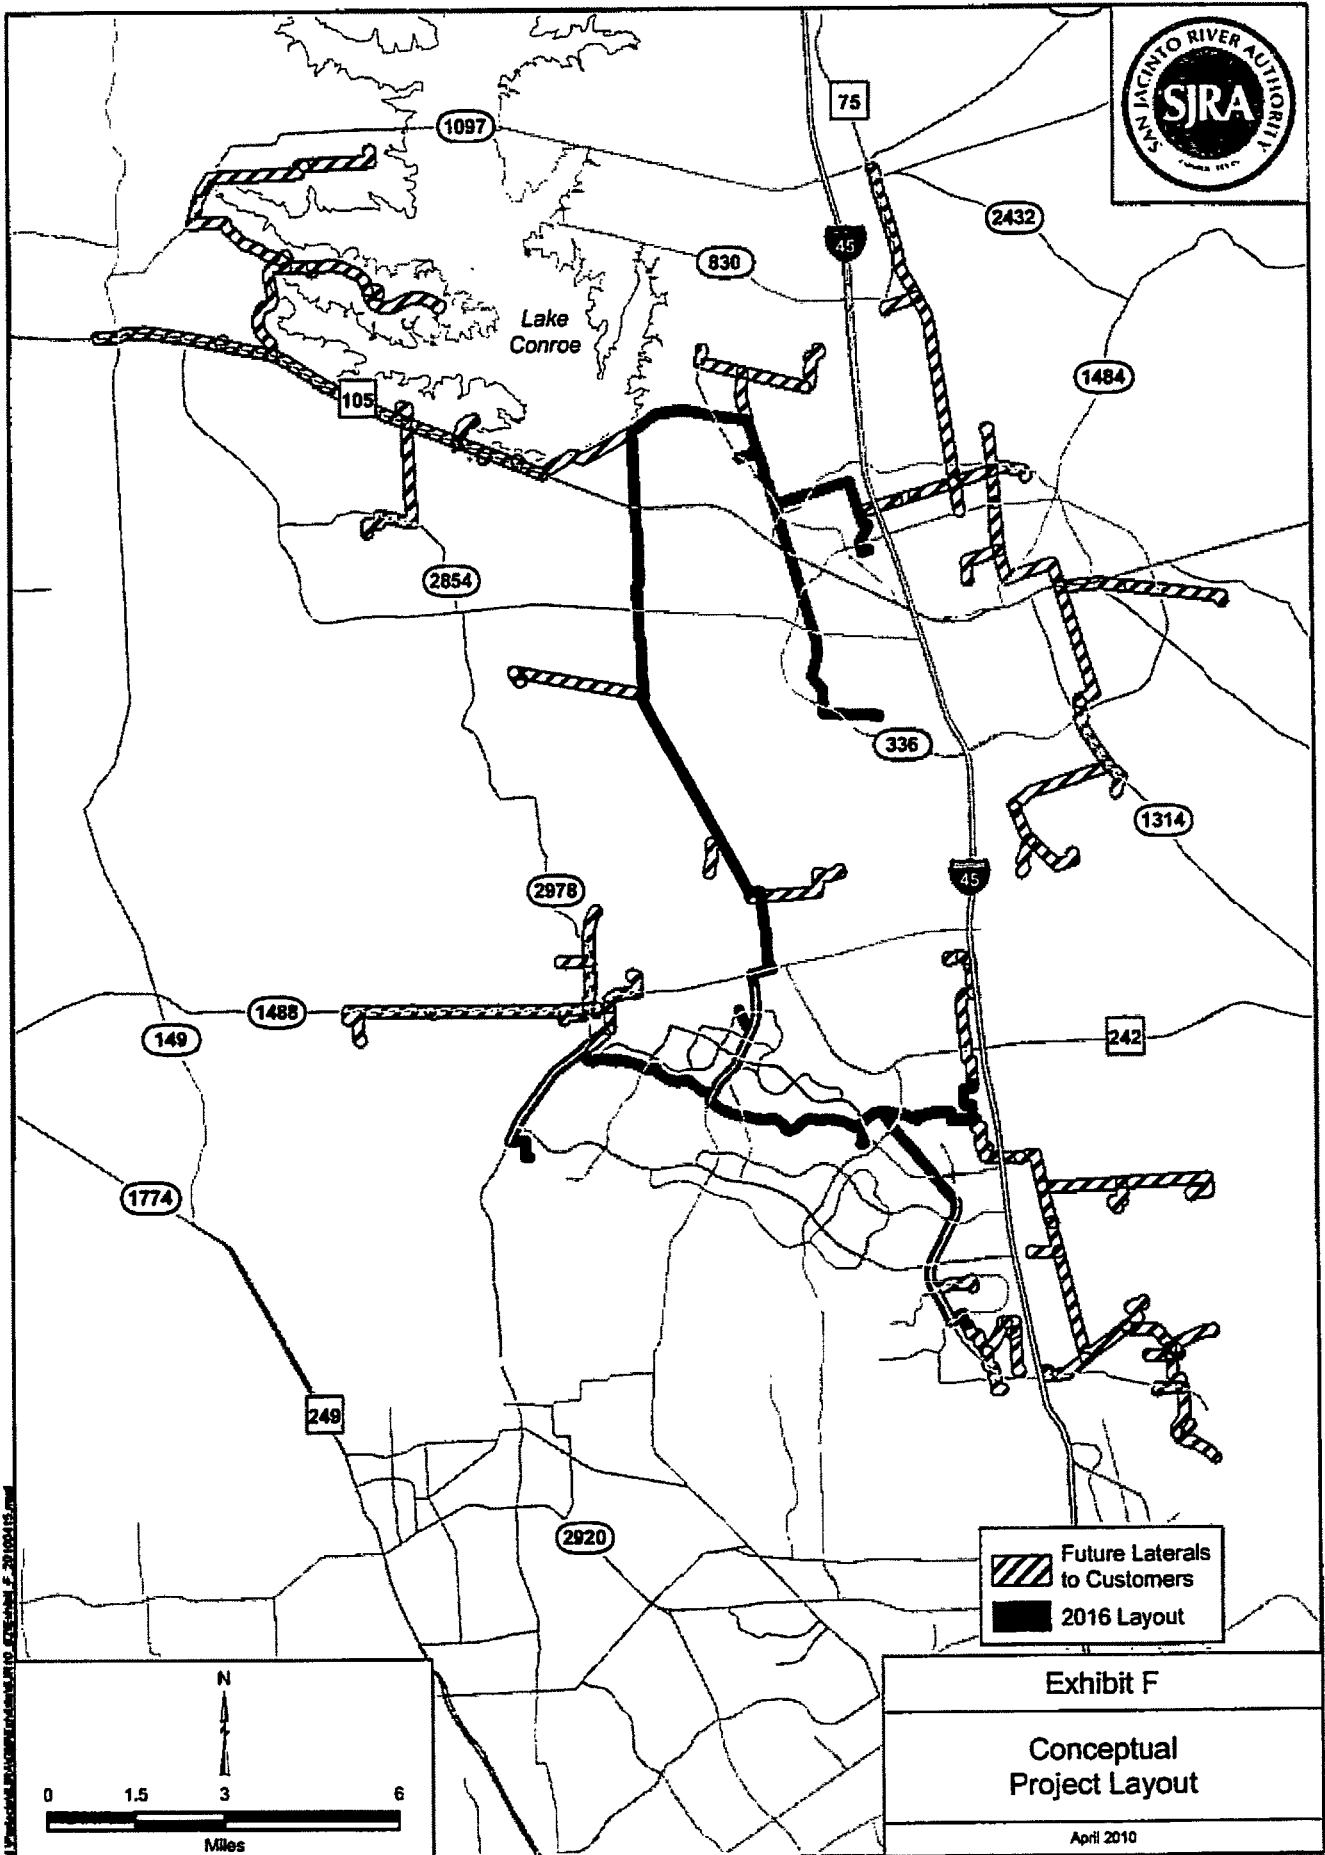 SAN JACINTO RIVER AUTHORITY
SJRA
75
1097
45
2432
830
Lake
Conroe
1484
105
2854
336
1314
45
2978
1488
149
242
1774
249
2920
Future Laterals
to Customers
2016 Layout
N
0 1.5 3 6
Miles
Exhibit F
Conceptual
Project Layout
April 2010